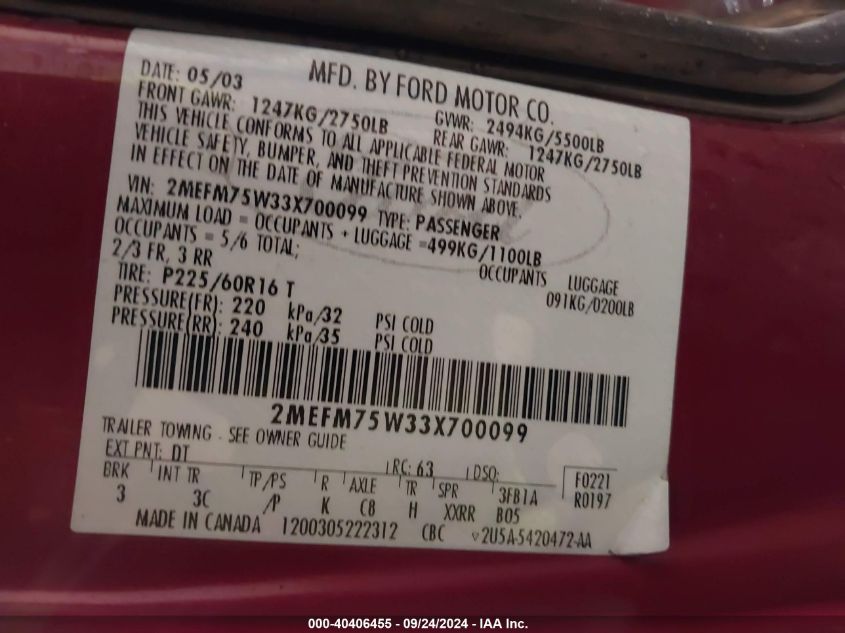 DATE: 05/03 MFD. BY FORD MOTOR CO.
FRONT GAWR: 1247KG/2750LB GVWR: 2494KG/5500LB
REAR GAWR: 1247KG/2750LB
THIS VEHICLE CONFORMS TO ALL APPLICABLE FEDERAL MOTOR
VEHICLE SAFETY, BUMPER, AND THEFT PREVENTION STANDARDS
IN EFFECT ON THE DATE OF MANUFACTURE SHOWN ABOVE.
VIN: 2MEFM75W33X700099 TYPE: PASSENGER
MAXIMUM LOAD = OCCUPANTS + LUGGAGE =499KG/1100LB
OCCUPANTS = 5/6 TOTAL; OCCUPANTS LUGGAGE
2/3 FR, 3 RR 091KG/0200LB
TIRE: P225/60R16 T
PRESSURE(FR): 220 kPa/32 PSI COLD
PRESSURE(RR): 240 kPa/35 PSI COLD
2MEFM75W33X700099
TRAILER TOWING - SEE OWNER GUIDE
EXT PNT: DT RC: 63 DSO: F0221
BRK INT TR TP/PS R AXLE TR SPR 3FB1A R0197
3 3C /P K C8 H XXRR B05
MADE IN CANADA 1200305222312 CBC 2U5A-5420472-AA
000-40406455 - 09/24/2024 - IAA Inc.